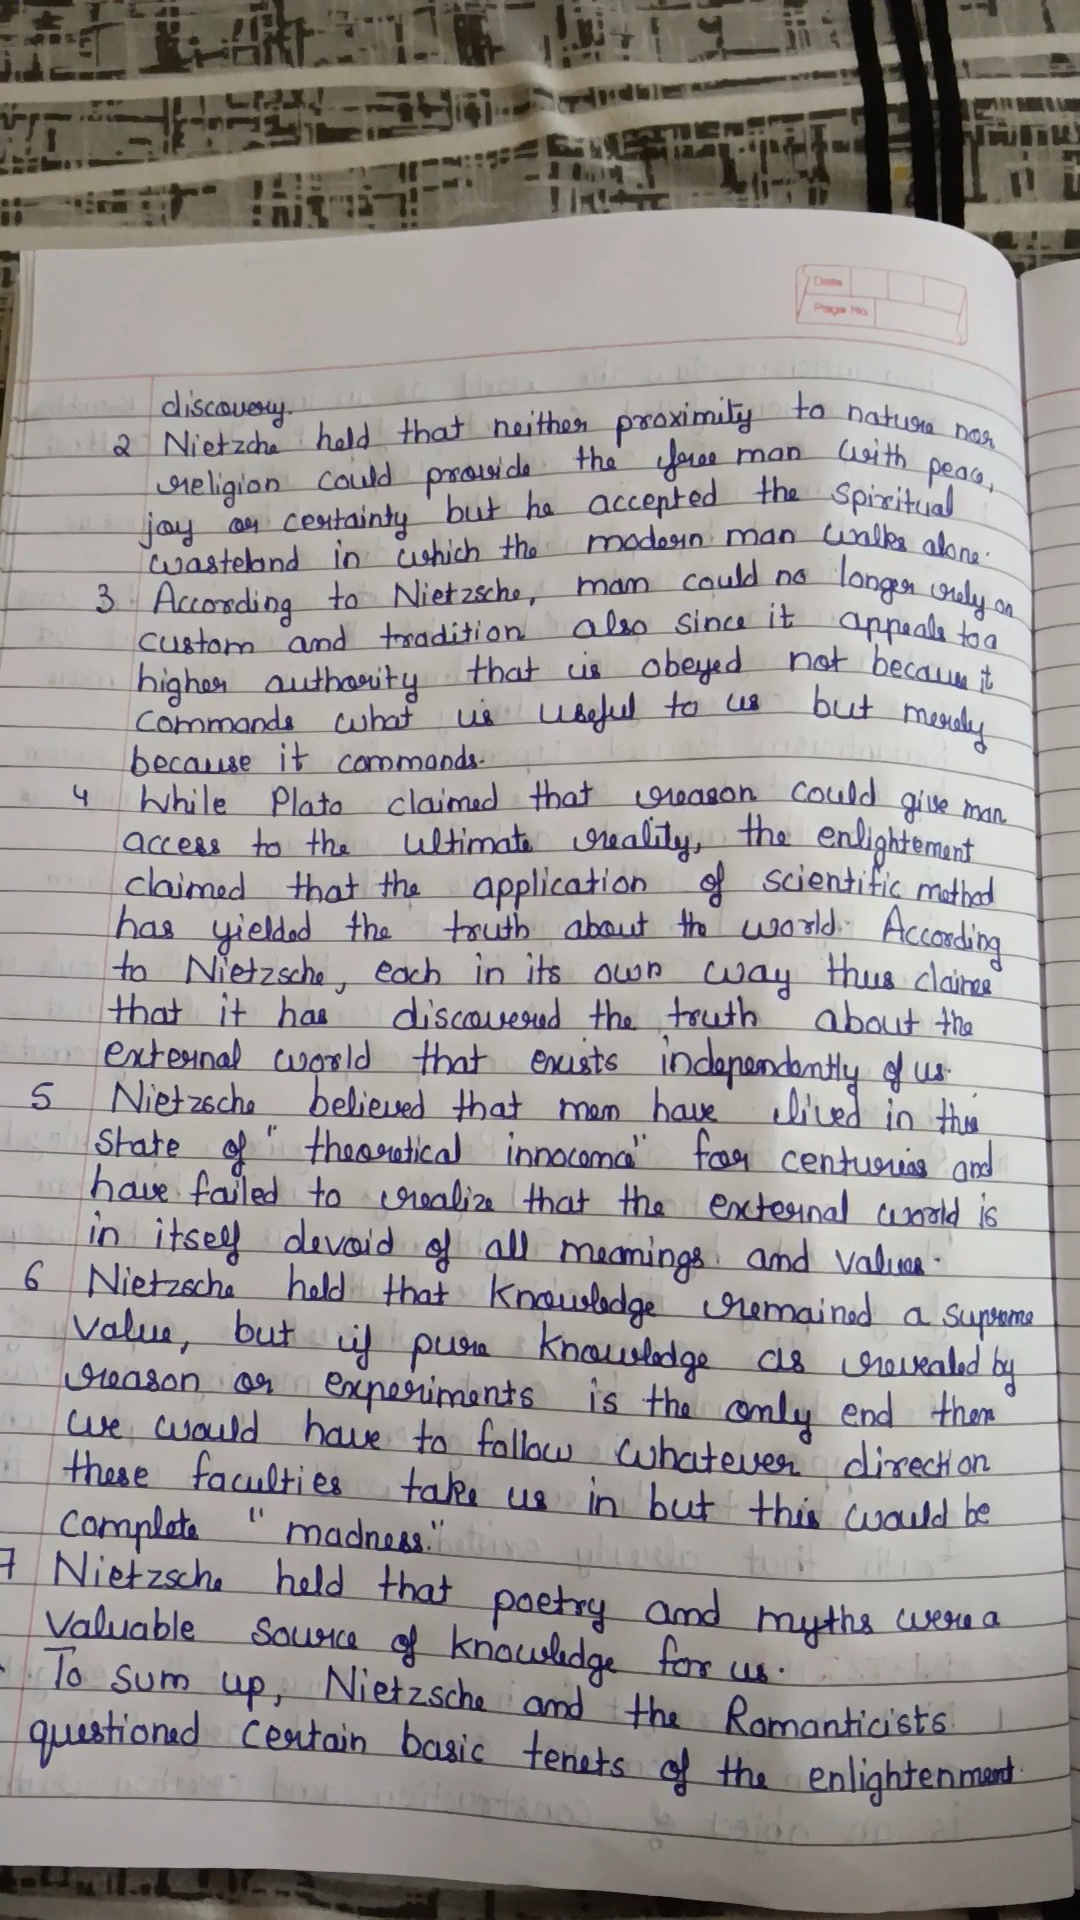 Date
Page No.
discovery.
2 Nietzche held that neither proximity to nature nor
religion could provide the free man with peace,
joy or certainty but he accepted the spiritual
wasteland in which the modern man walks alone.
3 According to Nietzsche, man could no longer rely on
custom and tradition also since it appeals to a
higher authority that is obeyed not because it
commands what is useful to us but merely
because it commands.
4 While Plato claimed that reason could give man
access to the ultimate reality, the enlightement
claimed that the application of scientific method
has yielded the truth about the world. According
to Nietzsche, each in its own way thus claims
that it has discovered the truth about the
external world that exists independently of us.
5 Nietzsche believed that men have lived in this
state of "theoretical innocence" for centuries and
have failed to realize that the external world is
in itself devoid of all meanings and values.
6 Nietzsche held that knowledge remained a supreme
value, but if pure knowledge as revealed by
reason or experiments is the only end then
we would have to follow whatever direction
these faculties take us in but this would be
complete "madness."
7 Nietzsche held that poetry and myths were a
valuable source of knowledge for us.
To sum up, Nietzsche and the Romanticists
questioned certain basic tenets of the enlightenment